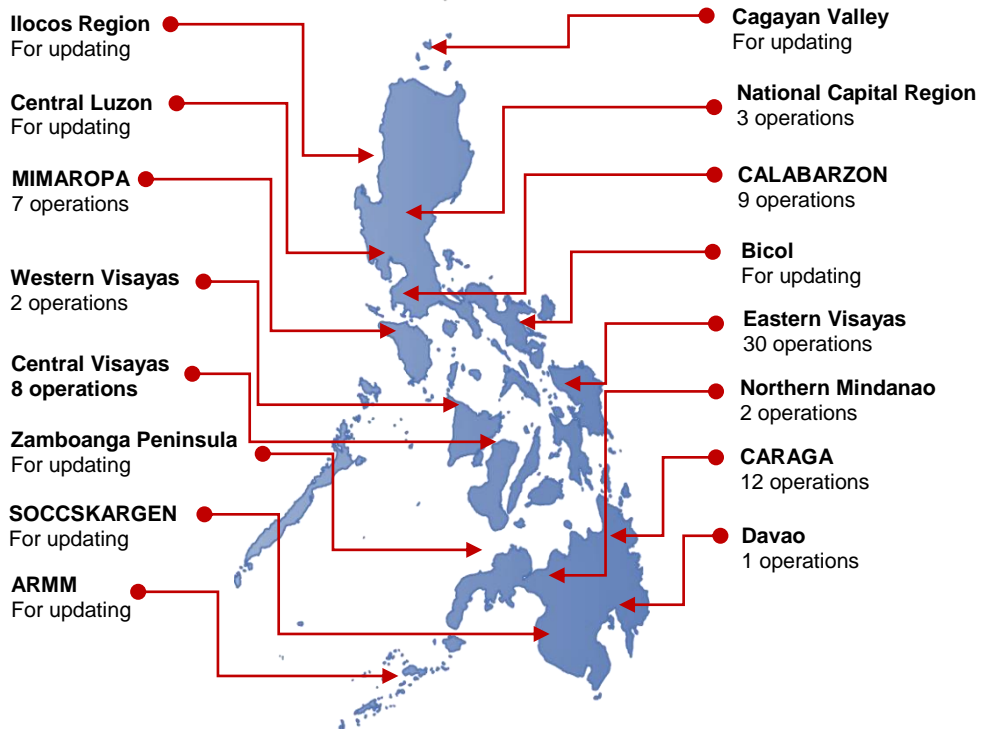 Ilocos Region
For updating
Central Luzon
For updating
MIMAROPA
7 operations
Western Visayas
2 operations
Central Visayas
8 operations
Zamboanga Peninsula
For updating
SOCCSKARGEN
For updating
ARMM
For updating
Cagayan Valley
For updating
National Capital Region
3 operations
CALABARZON
9 operations
Bicol
For updating
Eastern Visayas
30 operations
Northern Mindanao
2 operations
CARAGA
12 operations
Davao
1 operations